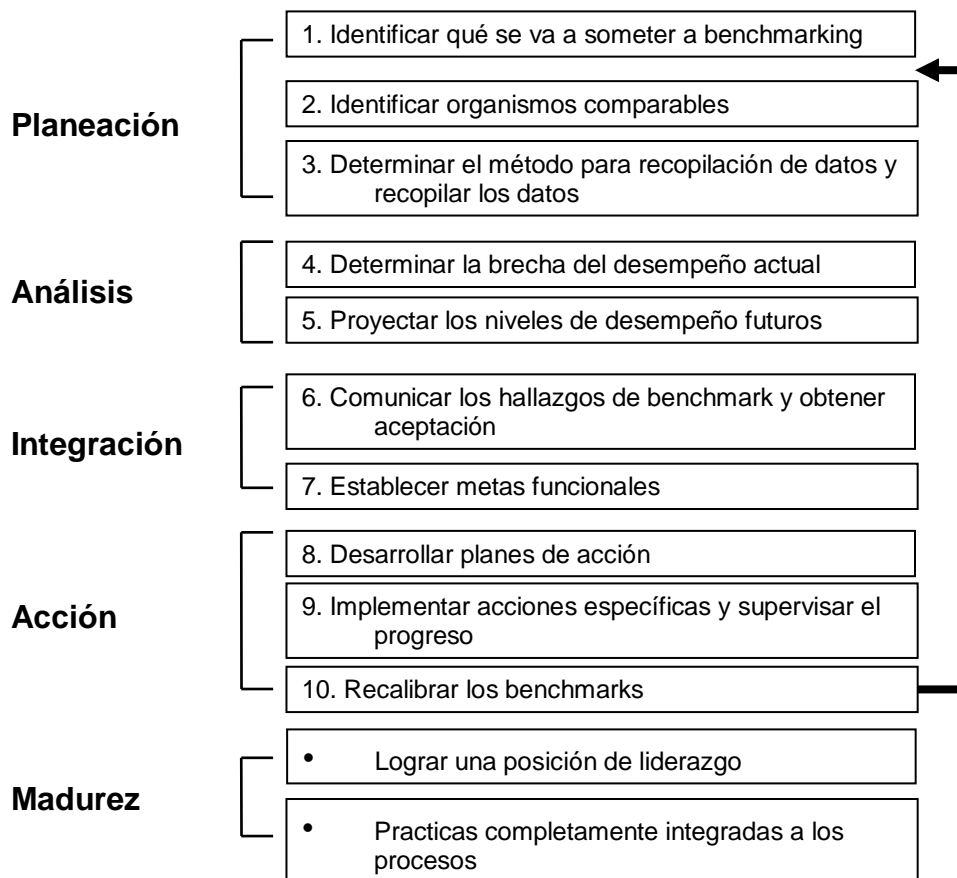 Planeación
1. Identificar qué se va a someter a benchmarking
2. Identificar organismos comparables
3. Determinar el método para recopilación de datos y
recopilar los datos
Análisis
4. Determinar la brecha del desempeño actual
5. Proyectar los niveles de desempeño futuros
Integración
6. Comunicar los hallazgos de benchmark y obtener
aceptación
7. Establecer metas funcionales
Acción
8. Desarrollar planes de acción
9. Implementar acciones específicas y supervisar el
progreso
10. Recalibrar los benchmarks
Madurez
• Lograr una posición de liderazgo
• Practicas completamente integradas a los
procesos